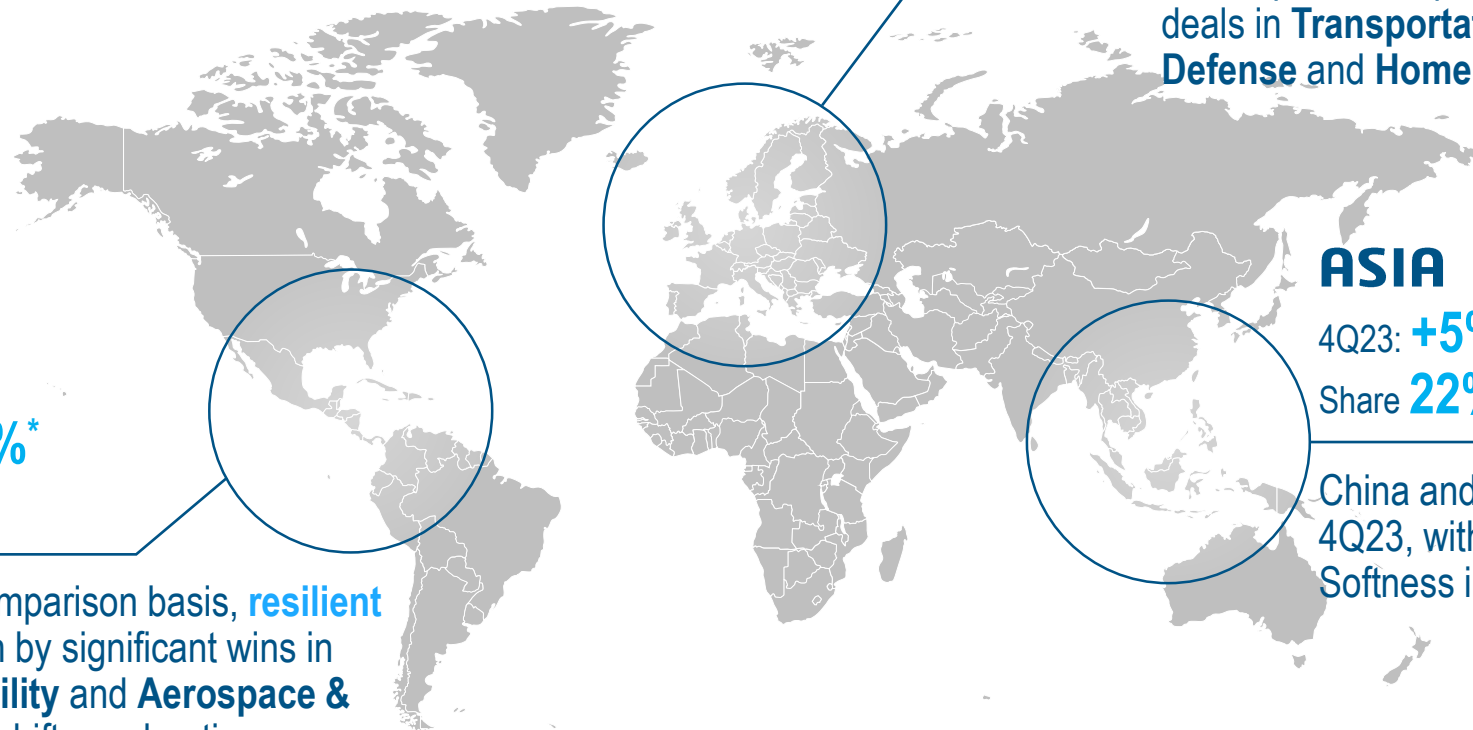 deals in Transporta
Defense and Home
ASIA
4Q23: +5%
Share 22%
%*
China and
4Q23, with
Softness i
mparison basis, resilient
n by significant wins in
ility and Aerospace &